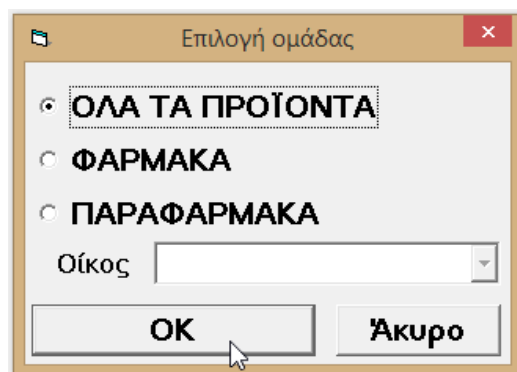 Επιλογή ομάδας
ΟΛΑ ΤΑ ΠΡΟΪΟΝΤΑ
ΦΑΡΜΑΚΑ
ΠΑΡΑΦΑΡΜΑΚΑ
Οίκος
OK Άκυρο